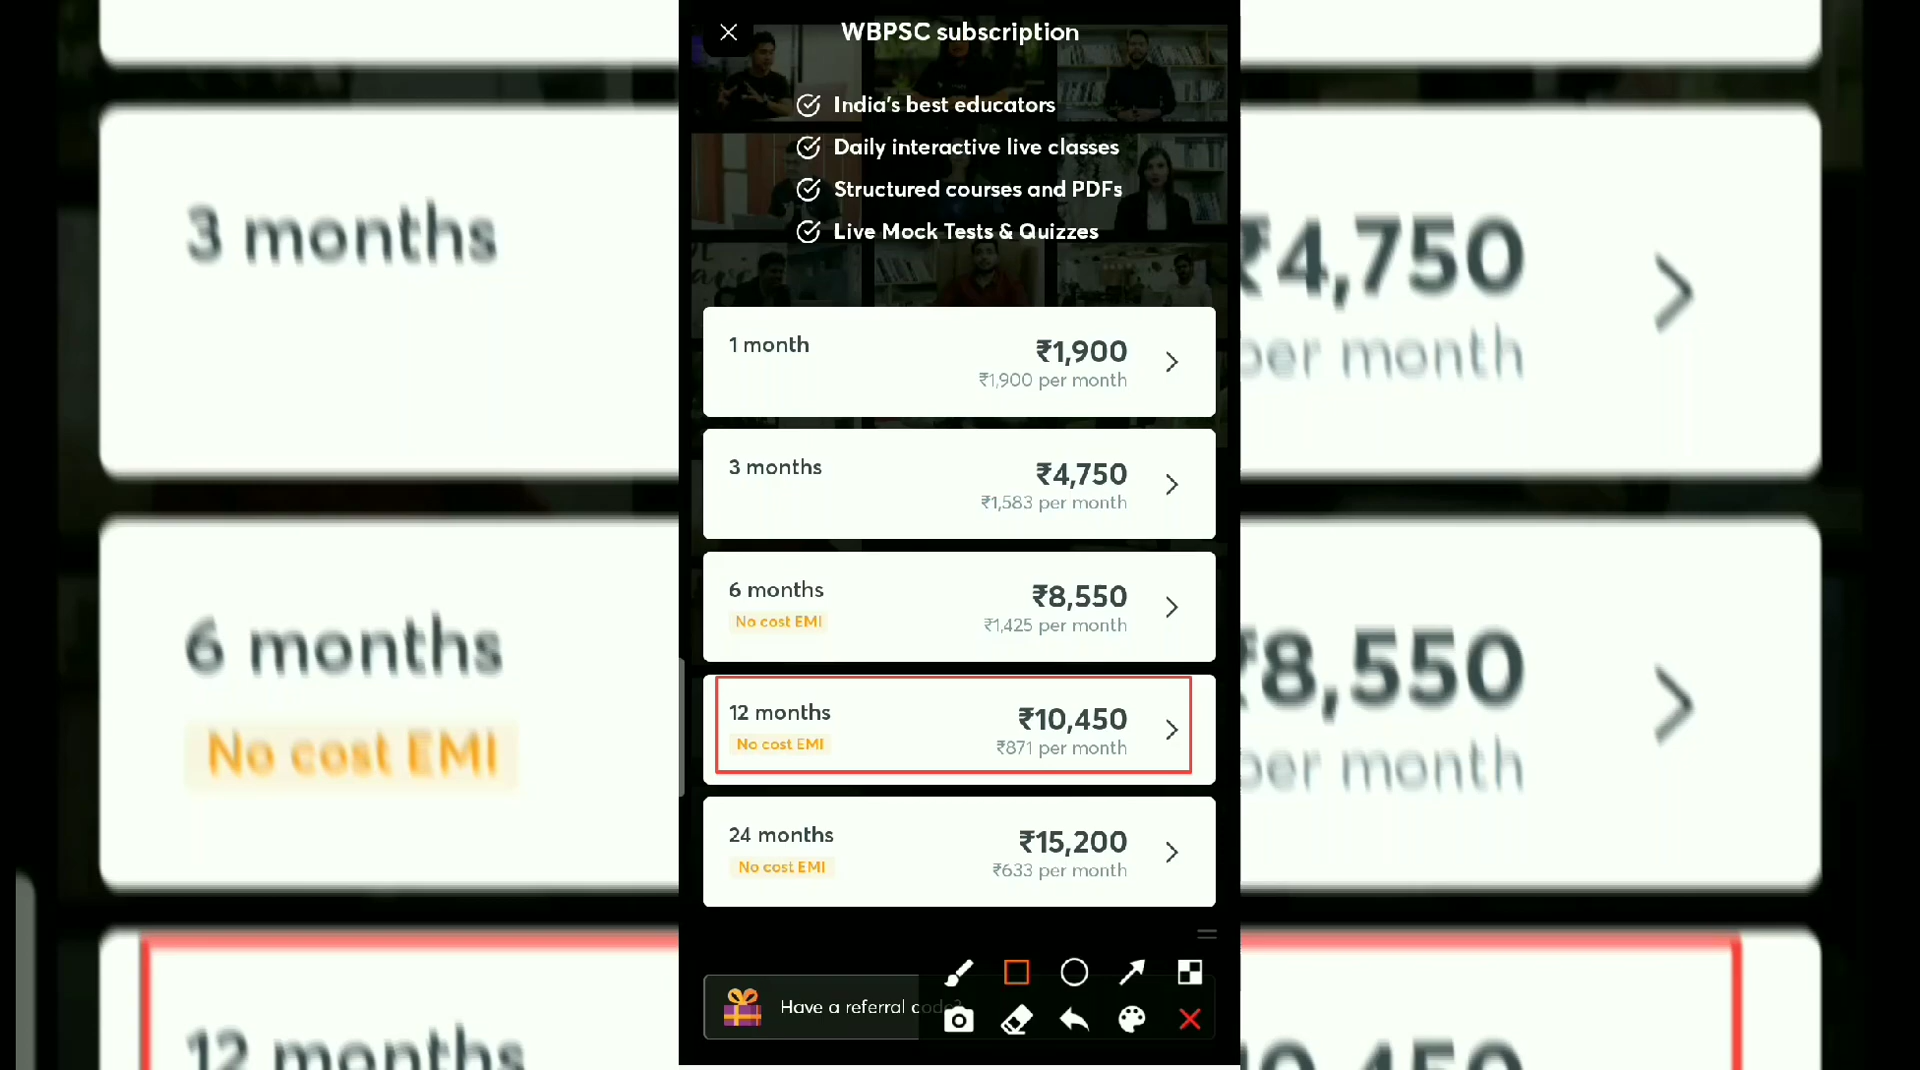 WBPSC subscription
India's best educators
Daily interactive live classes
Structured courses and PDFs
Live Mock Tests & Quizzes
1 month
₹1,900
₹1,900 per month
3 months
₹4,750
₹1,583 per month
6 months
₹8,550
No cost EMI
₹1,425 per month
12 months
₹10,450
No cost EMI
₹871 per month
24 months
₹15,200
No cost EMI
₹633 per month
Have a referral code?
3 months
₹4,750
per month
6 months
₹8,550
No cost EMI
per month
12 months